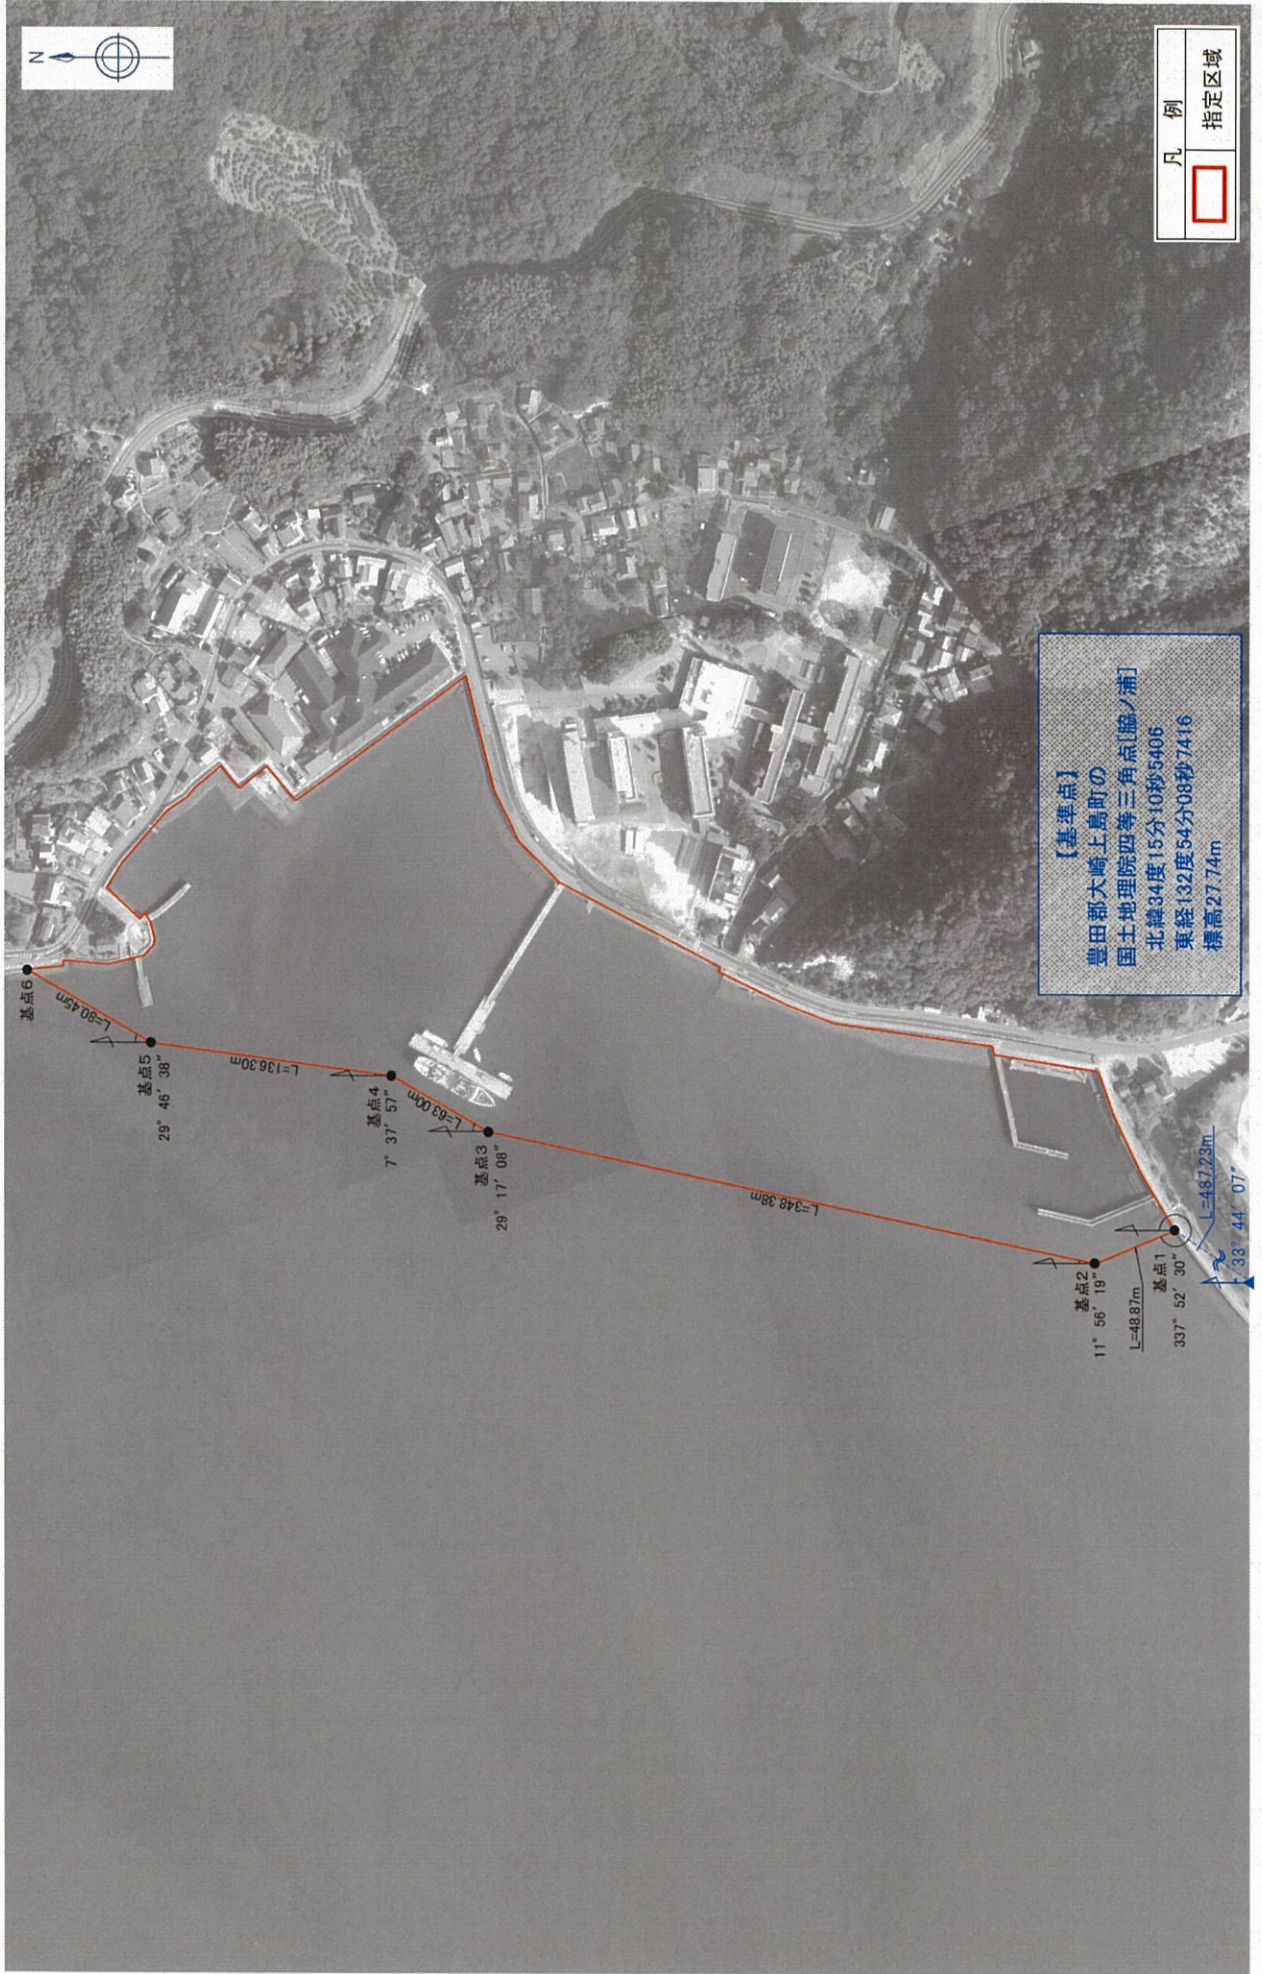 N
凡 例
指定区域
基点6
L=80.45m
基点5
29° 46′ 38″
L=136.30m
基点4
7° 37′ 57″
L=63.00m
基点3
29° 17′ 08″
L=348.38m
基点2
11° 56′ 19″
L=48.87m
基点1
337° 52′ 30″
L=487.23m
33° 44′ 07″
【基準点】
豊田郡大崎上島町の
国土地理院四等三角点[脇ノ浦]
北緯34度15分10秒5406
東経132度54分08秒7416
標高27.74m